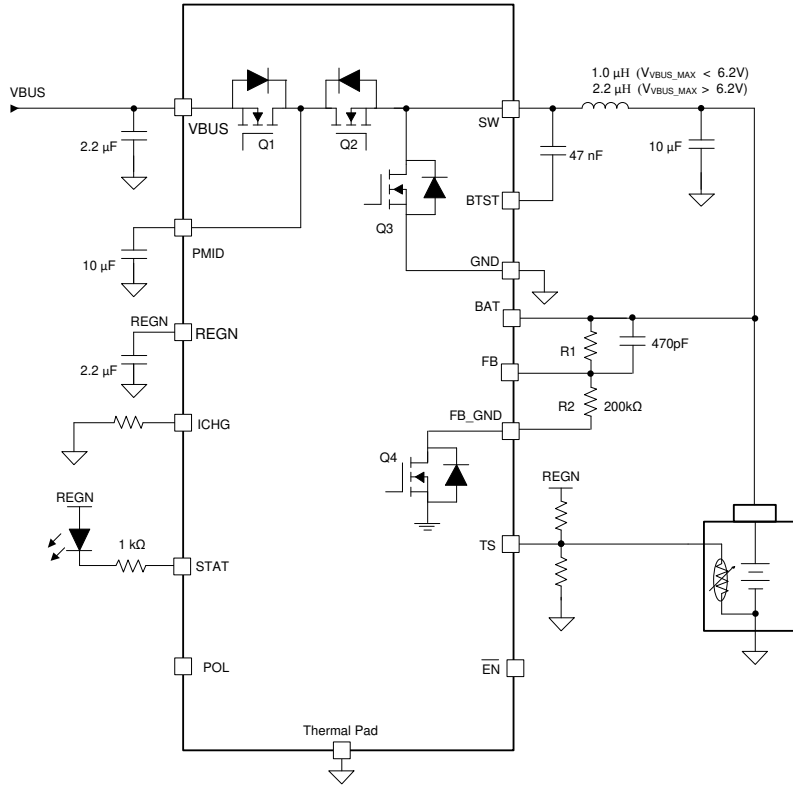 1.0 µH (VVBUS_MAX < 6.2V)
2.2 µH (VVBUS_MAX > 6.2V)
VBUS
VBUS
Q1
Q2
SW
2.2 µF
47 nF
10 µF
BTST
Q3
PMID
GND
10 µF
BAT
REGN
REGN
R1
470pF
FB
2.2 µF
R2
200kΩ
FB_GND
ICHG
Q4
REGN
REGN
1 kΩ
TS
STAT
POL
EN
Thermal Pad